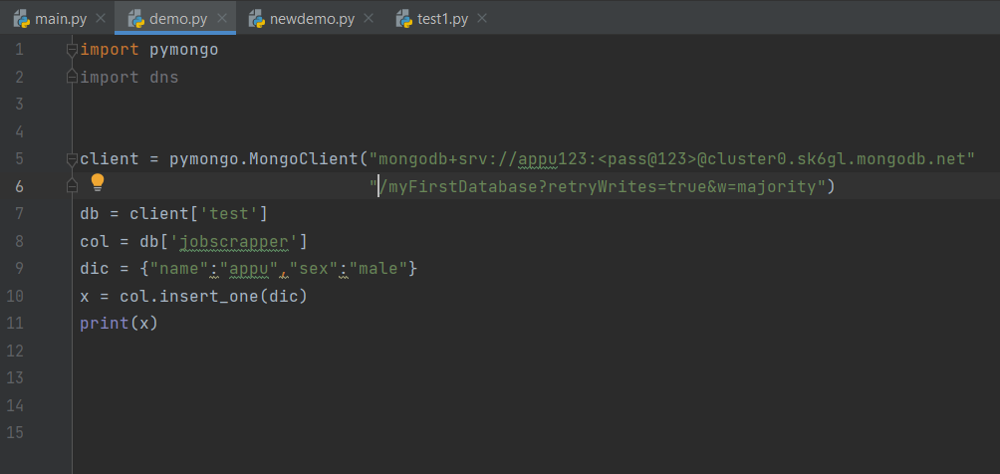 main.py demo.py newdemo.py test1.py
1 import pymongo
2 import dns
3
4
5 client = pymongo.MongoClient("mongodb+srv://appu123:<pass@123>@cluster0.sk6gl.mongodb.net"
6 "/myFirstDatabase?retryWrites=true&w=majority")
7 db = client['test']
8 col = db['jobscrapper']
9 dic = {"name":"appu","sex":"male"}
10 x = col.insert_one(dic)
11 print(x)
12
13
14
15